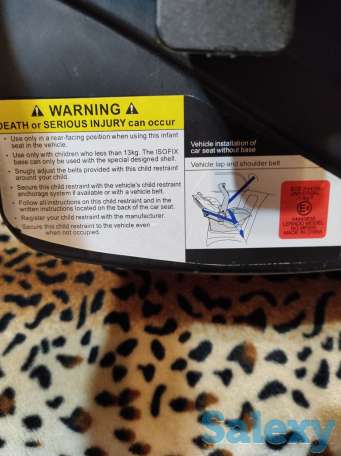 WARNING
DEATH or SERIOUS INJURY can occur
• Use only in a rear-facing position when using this infant
seat in the vehicle.
• Use only with children who less than 13kg. The ISOFIX
base can only be used with the special designed shell.
• Snugly adjust the belts provided with this child restraint
around your child.
• Secure this child restraint with the vehicle's child restraint
anchorage system if available or with a vehicle belt.
• Follow all instructions on this child restraint and in the
written instructions located on the back of the car seat.
• Register your child restraint with the manufacturer.
Secure this child restraint to the vehicle even
when not occupied.
Vehicle installation of
car seat without base
Vehicle lap and shoulder belt
MADE IN CHINA
Salexy